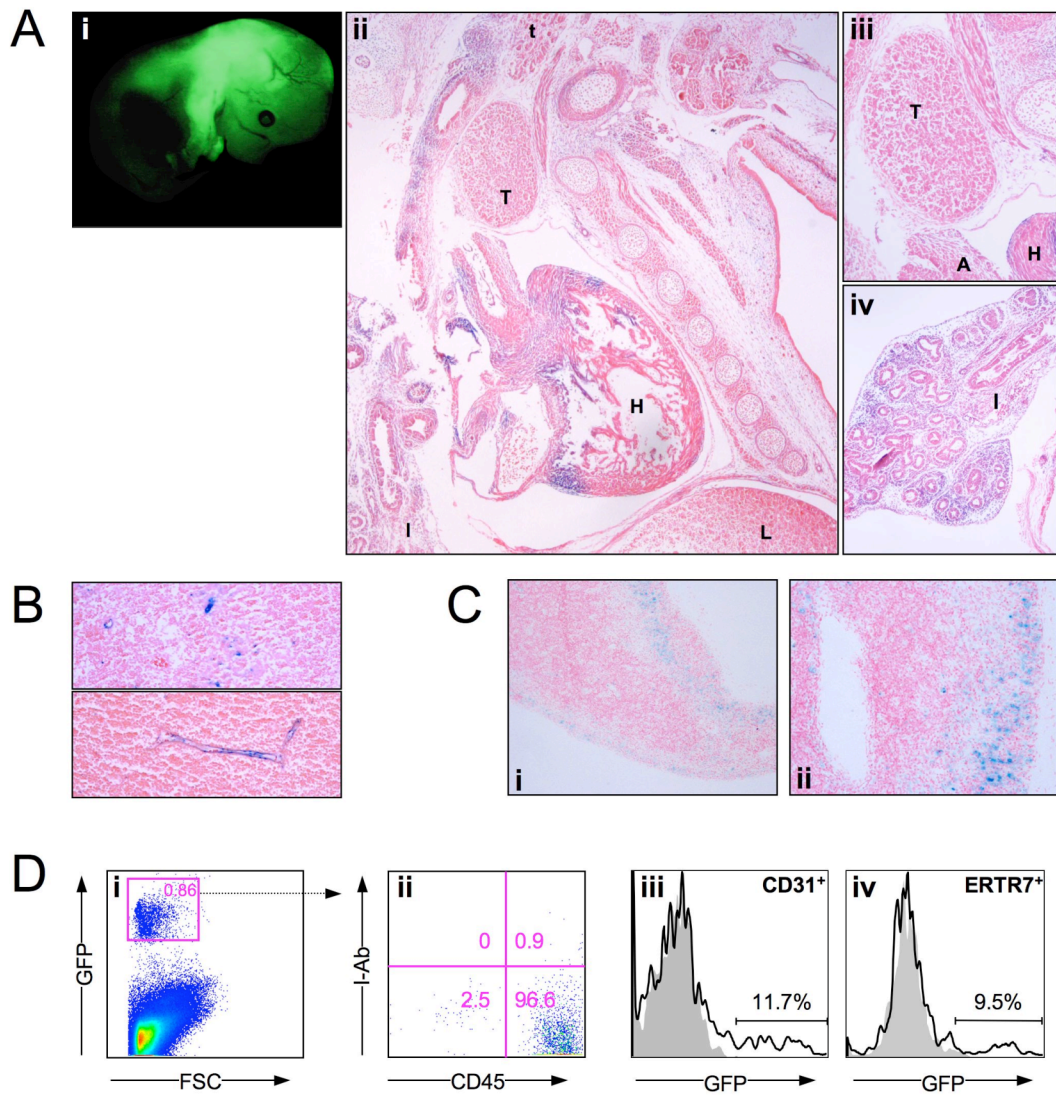 A
i
ii
t
T
H
I
L
iii
T
A
H
iv
I
B
C
i
ii
D
i
0.86
GFP
FSC
ii
0
0.9
2.5
96.6
I-Ab
CD45
iii
CD31+
11.7%
GFP
iv
ERTR7+
9.5%
GFP